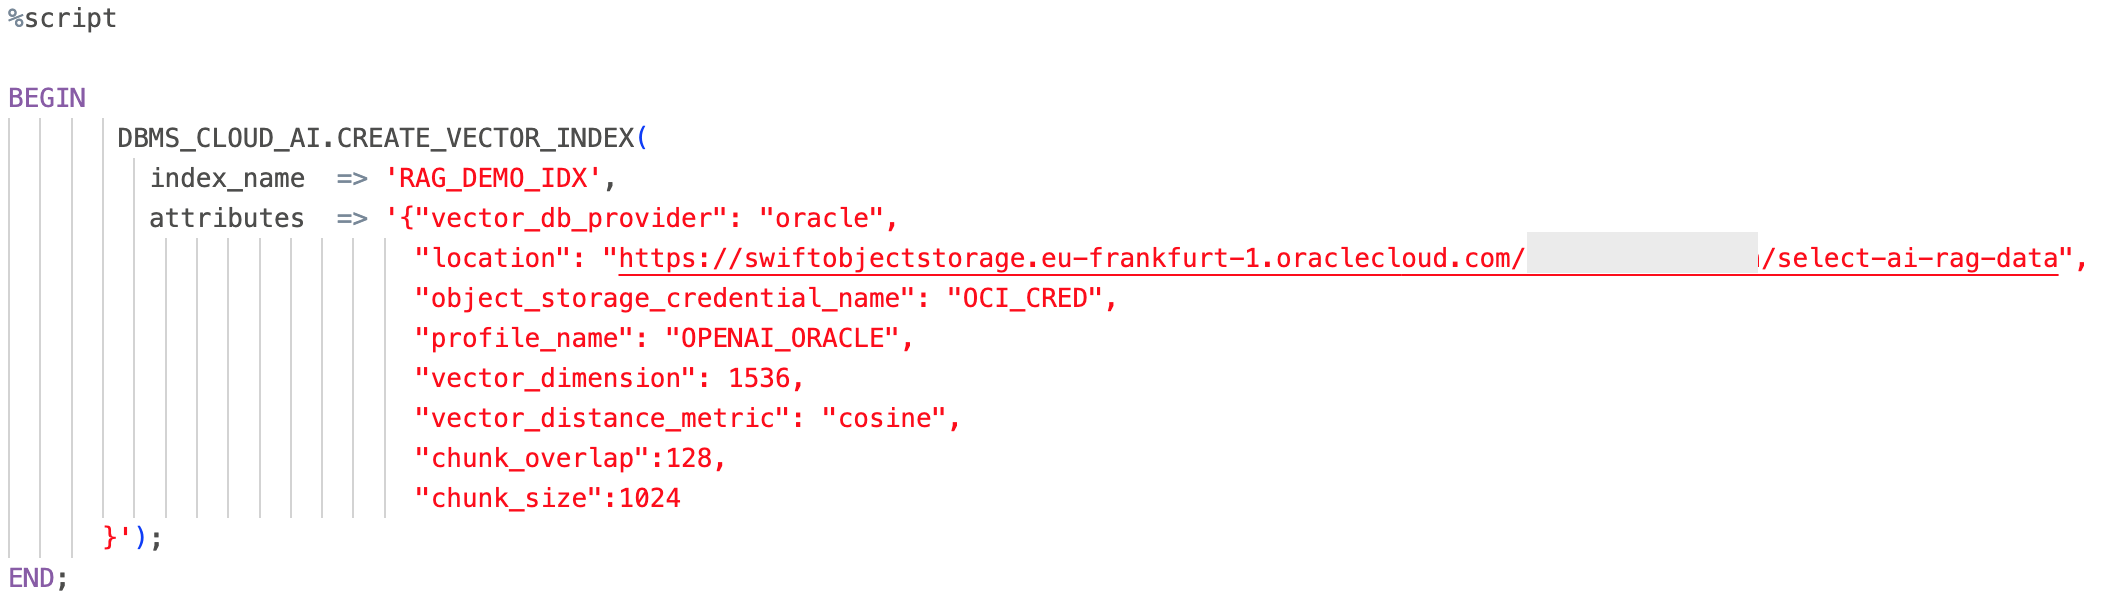 %script
BEGIN
DBMS_CLOUD_AI.CREATE_VECTOR_INDEX(
index_name => 'RAG_DEMO_IDX',
attributes => '{"vector_db_provider": "oracle",
"location": "https://swiftobjectstorage.eu-frankfurt-1.oraclecloud.com/ /select-ai-rag-data",
"object_storage_credential_name": "OCI_CRED",
"profile_name": "OPENAI_ORACLE",
"vector_dimension": 1536,
"vector_distance_metric": "cosine",
"chunk_overlap":128,
"chunk_size":1024
}');
END;